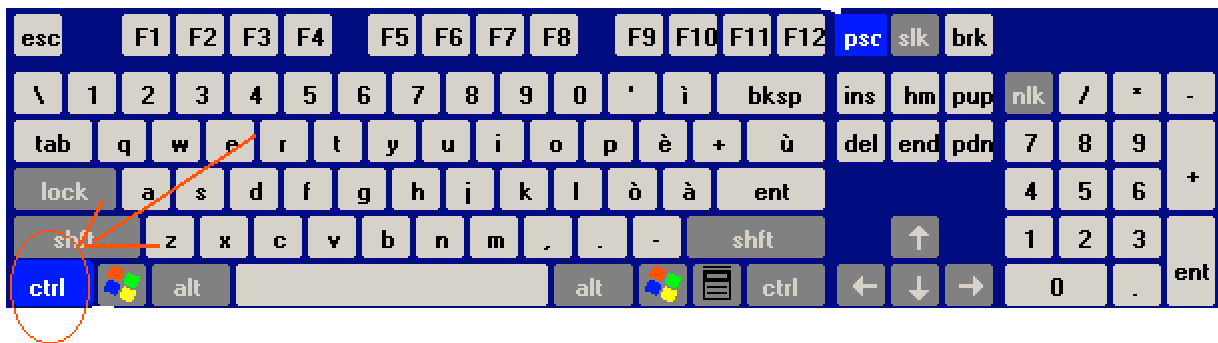 esc F1 F2 F3 F4 F5 F6 F7 F8 F9 F10 F11 F12 psc slk brk
\ 1 2 3 4 5 6 7 8 9 0 ' ì bksp ins hm pup nlk / * -
tab q w e r t y u i o p è + ù del end pdn 7 8 9 +
lock a s d f g h j k l ò à ent 4 5 6
shft z x c v b n m , . - shft ↑ 1 2 3 ent
ctrl alt alt ctrl ← ↓ → 0 .